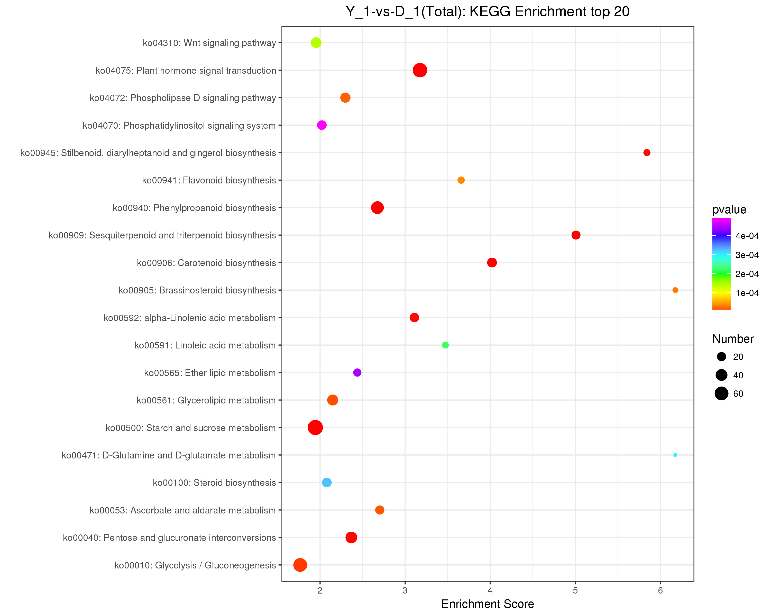 Y_1-vs-D_1(Total): KEGG Enrichment top 20
ko04310: Wnt signaling pathway
ko04075: Plant hormone signal transduction
ko04072: Phospholipase D signaling pathway
ko04070: Phosphatidylinositol signaling system
ko00945: Stilbenoid, diarylheptanoid and gingerol biosynthesis
ko00941: Flavonoid biosynthesis
ko00940: Phenylpropanoid biosynthesis
ko00909: Sesquiterpenoid and triterpenoid biosynthesis
ko00906: Carotenoid biosynthesis
ko00905: Brassinosteroid biosynthesis
ko00592: alpha-Linolenic acid metabolism
ko00591: Linoleic acid metabolism
ko00565: Ether lipid metabolism
ko00561: Glycerolipid metabolism
ko00500: Starch and sucrose metabolism
ko00471: D-Glutamine and D-glutamate metabolism
ko00100: Steroid biosynthesis
ko00053: Ascorbate and aldarate metabolism
ko00040: Pentose and glucuronate interconversions
ko00010: Glycolysis / Gluconeogenesis
2 3 4 5 6
Enrichment Score
pvalue
4e-04
3e-04
2e-04
1e-04
Number
20
40
60